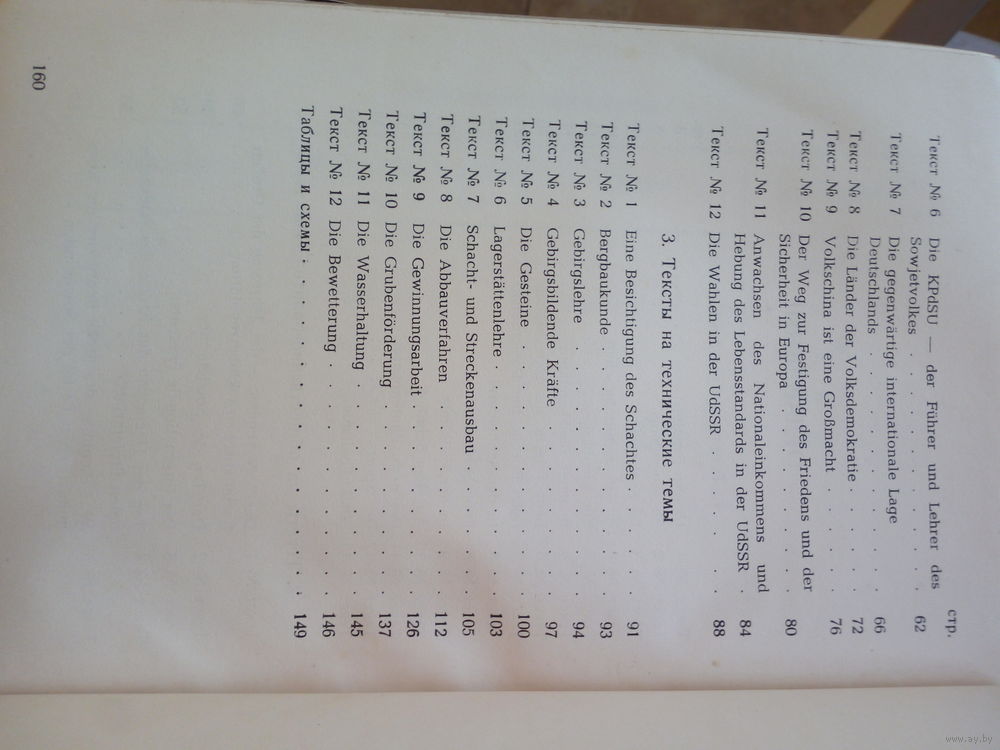 стр.
Текст № 6 Die KPdSU — der Führer und Lehrer des
Sowjetvolkes . . . . . . . . . 62
Текст № 7 Die gegenwärtige internationale Lage
Deutschlands . . . . . . . . . 66
Текст № 8 Die Länder der Volksdemokratie . . . . 72
Текст № 9 Volkschina ist eine Großmacht . . . . 76
Текст № 10 Der Weg zur Festigung des Friedens und der
Sicherheit in Europa . . . . . . . 80
Текст № 11 Anwachsen des Nationaleinkommens und
Hebung des Lebensstandards in der UdSSR . 84
Текст № 12 Die Wahlen in der UdSSR . . . . . 88
3. Тексты на технические темы
Текст № 1 Eine Besichtigung des Schachtes . . . . 91
Текст № 2 Bergbaukunde . . . . . . . . . 93
Текст № 3 Gebirgslehre . . . . . . . . . 94
Текст № 4 Gebirgsbildende Kräfte . . . . . . 97
Текст № 5 Die Gesteine . . . . . . . . . 100
Текст № 6 Lagerstättenlehre . . . . . . . . 103
Текст № 7 Schacht- und Streckenausbau . . . . 105
Текст № 8 Die Abbauverfahren . . . . . . . 112
Текст № 9 Die Gewinnungsarbeit . . . . . . 126
Текст № 10 Die Grubenförderung . . . . . . 137
Текст № 11 Die Wasserhaltung . . . . . . . 145
Текст № 12 Die Bewetterung . . . . . . . . 146
Таблицы и схемы . . . . . . . . . . 149
160
www.ay.by